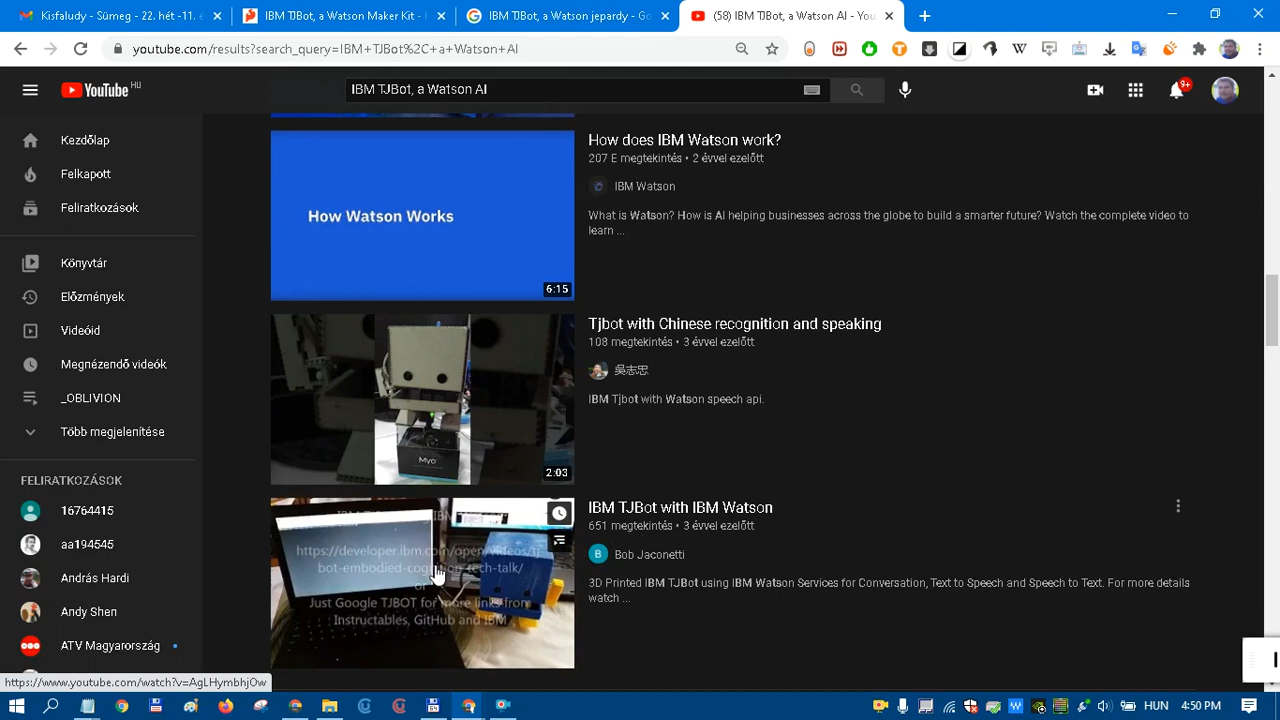 Kisfaludy - Sümeg - 22. hét -11. é
IBM TJBot, a Watson Maker Kit -
IBM TJBot, a Watson jepardy - Go
(58) IBM TJBot, a Watson AI - You
youtube.com/results?search_query=IBM+TJBot%2C+a+Watson+AI
YouTube HU
IBM TJBot, a Watson AI
9+
Kezdőlap
Felkapott
Feliratkozások
Könyvtár
Előzmények
Videóid
Megnézendő videók
_OBLIVION
Több megjelenítése
FELIRATKOZÁSOK
16764415
aa194545
András Hardi
Andy Shen
ATV Magyarország
How Watson Works
6:15
How does IBM Watson work?
207 E megtekintés • 2 évvel ezelőtt
IBM Watson
What is Watson? How is AI helping businesses across the globe to build a smarter future? Watch the complete video to
learn ...
Myo
2:03
Tjbot with Chinese recognition and speaking
108 megtekintés • 3 évvel ezelőtt
吳志忠
IBM Tjbot with Watson speech api.
https://developer.ibm.com/open/videos/tj
bot-embodied-cognition-tech-talk/
or
Just Google TJBOT for more links from
Instructables, GitHub and IBM
IBM TJBot with IBM Watson
651 megtekintés • 3 évvel ezelőtt
B
Bob Jaconetti
3D Printed IBM TJBot using IBM Watson Services for Conversation, Text to Speech and Speech to Text. For more details
watch ...
https://www.youtube.com/watch?v=AgLHymbhjOw
HUN
4:50 PM